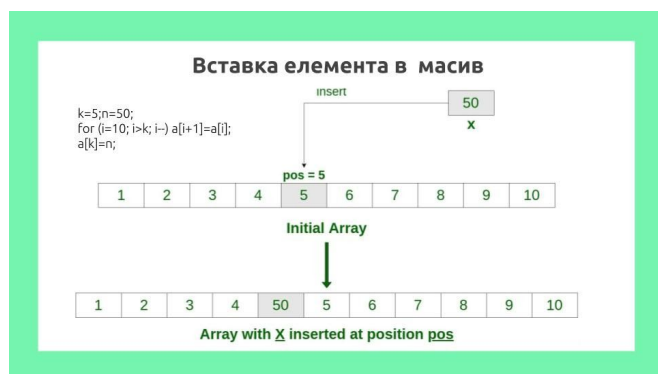 Вставка елемента в масив
insert
50
x
k=5;n=50;
for (i=10; i>k; i--) a[i+1]=a[i];
a[k]=n;
pos = 5
1 2 3 4 5 6 7 8 9 10
Initial Array
1 2 3 4 50 5 6 7 8 9 10
Array with X inserted at position pos